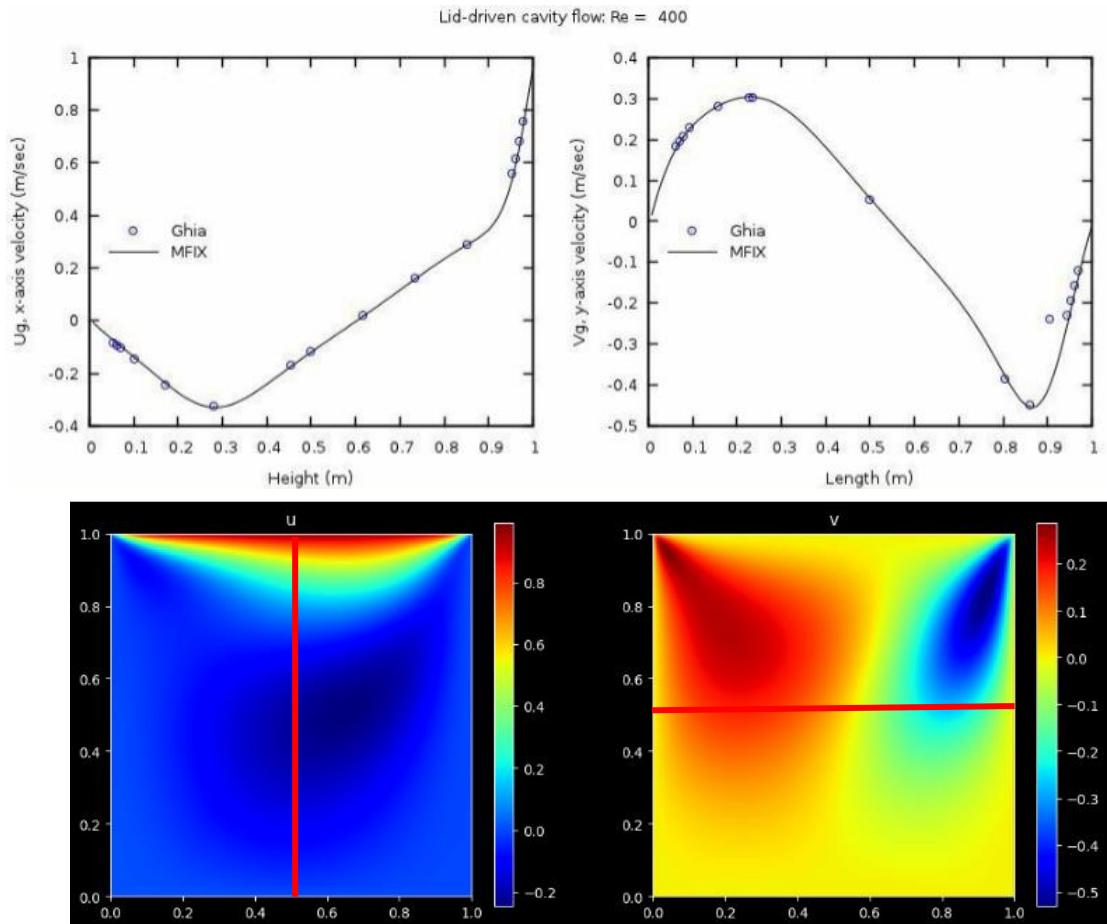 Lid-driven cavity flow: Re = 400
1
0.8
0.6
0.4
0.2
0
-0.2
-0.4
Ug, x-axis velocity (m/sec)
Ghia
MFIX
0 0.1 0.2 0.3 0.4 0.5 0.6 0.7 0.8 0.9 1
Height (m)
0.4
0.3
0.2
0.1
0
-0.1
-0.2
-0.3
-0.4
-0.5
Vg, y-axis velocity (m/sec)
Ghia
MFIX
0 0.1 0.2 0.3 0.4 0.5 0.6 0.7 0.8 0.9 1
Length (m)
u
1.0
0.8
0.6
0.4
0.2
0.0
0.0 0.2 0.4 0.6 0.8 1.0
0.8
0.6
0.4
0.2
0.0
−0.2
v
1.0
0.8
0.6
0.4
0.2
0.0
0.0 0.2 0.4 0.6 0.8 1.0
0.2
0.1
0.0
−0.1
−0.2
−0.3
−0.4
−0.5